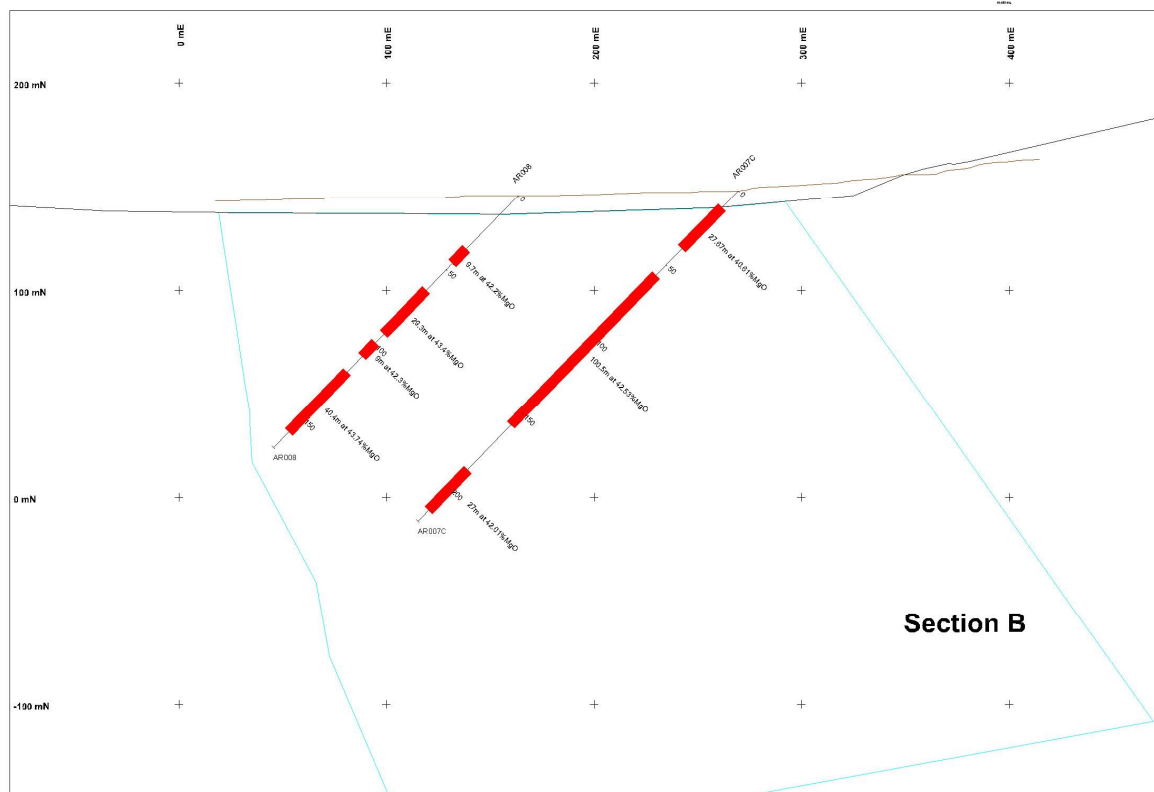 0 mE
100 mE
200 mE
300 mE
400 mE
200 mN
AR008
0
AR007C
0
27.67m at 40.61%MgO
50
9.7m at 42.2%MgO
50
100 mN
43.4%MgO
100
9m at 42.3%MgO
100
100.5m at 42.53%MgO
40.4m at 43.74%MgO
150
150
AR008
0 mN
200
27m at 42.01%MgO
AR007C
Section B
-100 mN